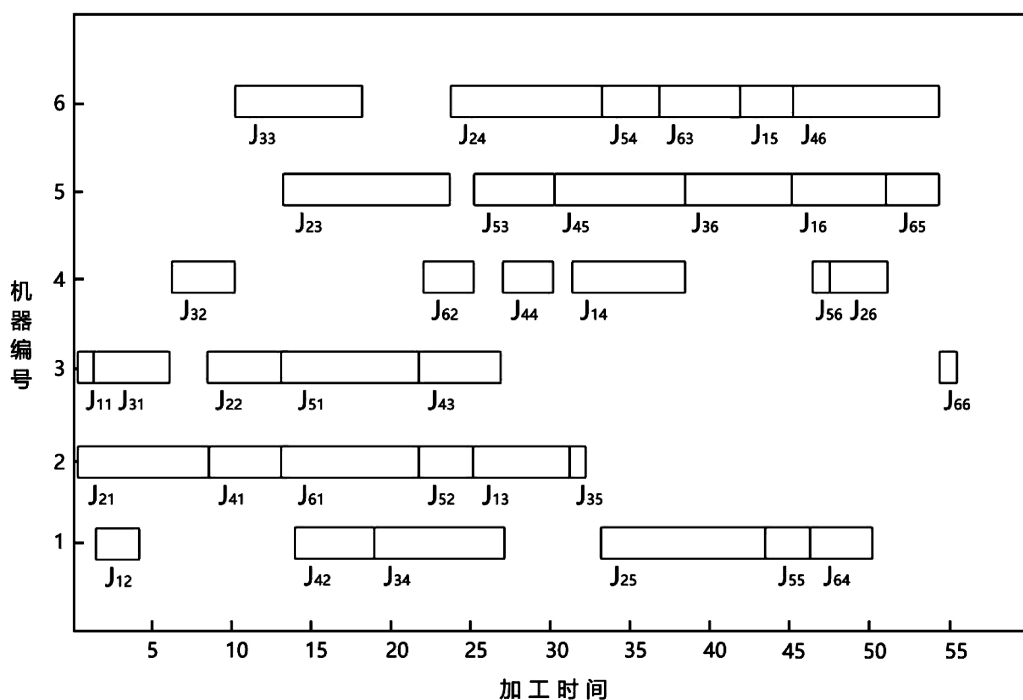 6
J₃₃ J₂₄ J₅₄ J₆₃ J₁₅ J₄₆
5
J₂₃ J₅₃ J₄₅ J₃₆ J₁₆ J₆₅
4
J₃₂ J₆₂ J₄₄ J₁₄ J₅₆ J₂₆
机器编号
3
J₁₁ J₃₁ J₂₂ J₅₁ J₄₃ J₆₆
2
J₂₁ J₄₁ J₆₁ J₅₂ J₁₃ J₃₅
1
J₁₂ J₄₂ J₃₄ J₂₅ J₅₅ J₆₄
5 10 15 20 25 30 35 40 45 50 55
加工时间